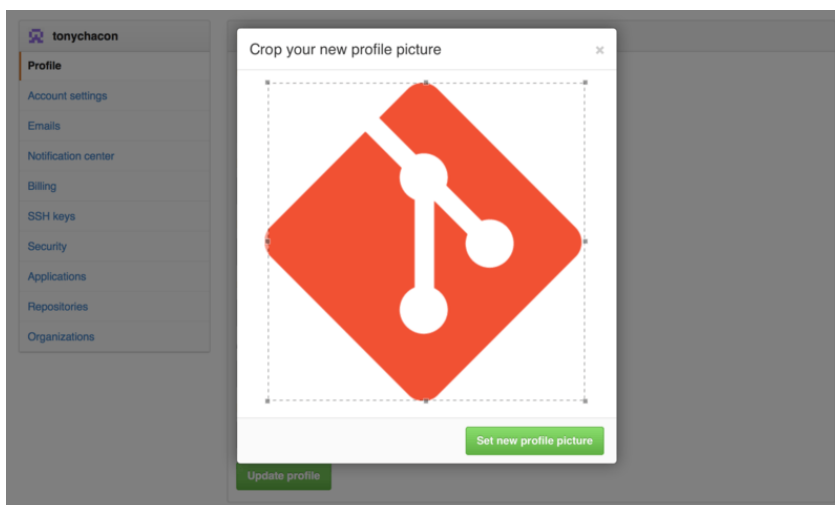 tonychacon
Profile
Account settings
Emails
Notification center
Billing
SSH keys
Security
Applications
Repositories
Organizations
Crop your new profile picture
×
Set new profile picture
Update profile